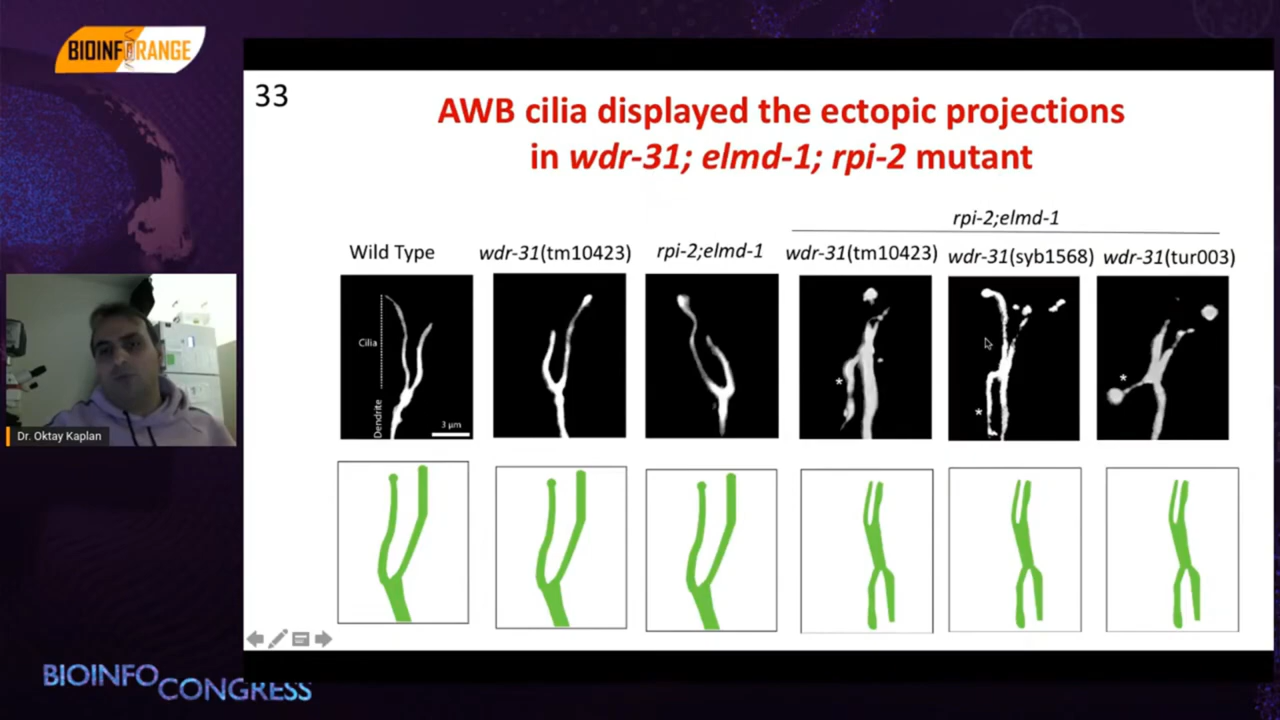 BIOINFORANGE
33
AWB cilia displayed the ectopic projections
in wdr-31; elmd-1; rpi-2 mutant
rpi-2;elmd-1
Wild Type
wdr-31(tm10423)
rpi-2;elmd-1
wdr-31(tm10423)
wdr-31(syb1568)
wdr-31(tur003)
Cilia
Dendrite
3 μm
*
*
*
Dr. Oktay Kaplan
BIOINFO
CONGRESS